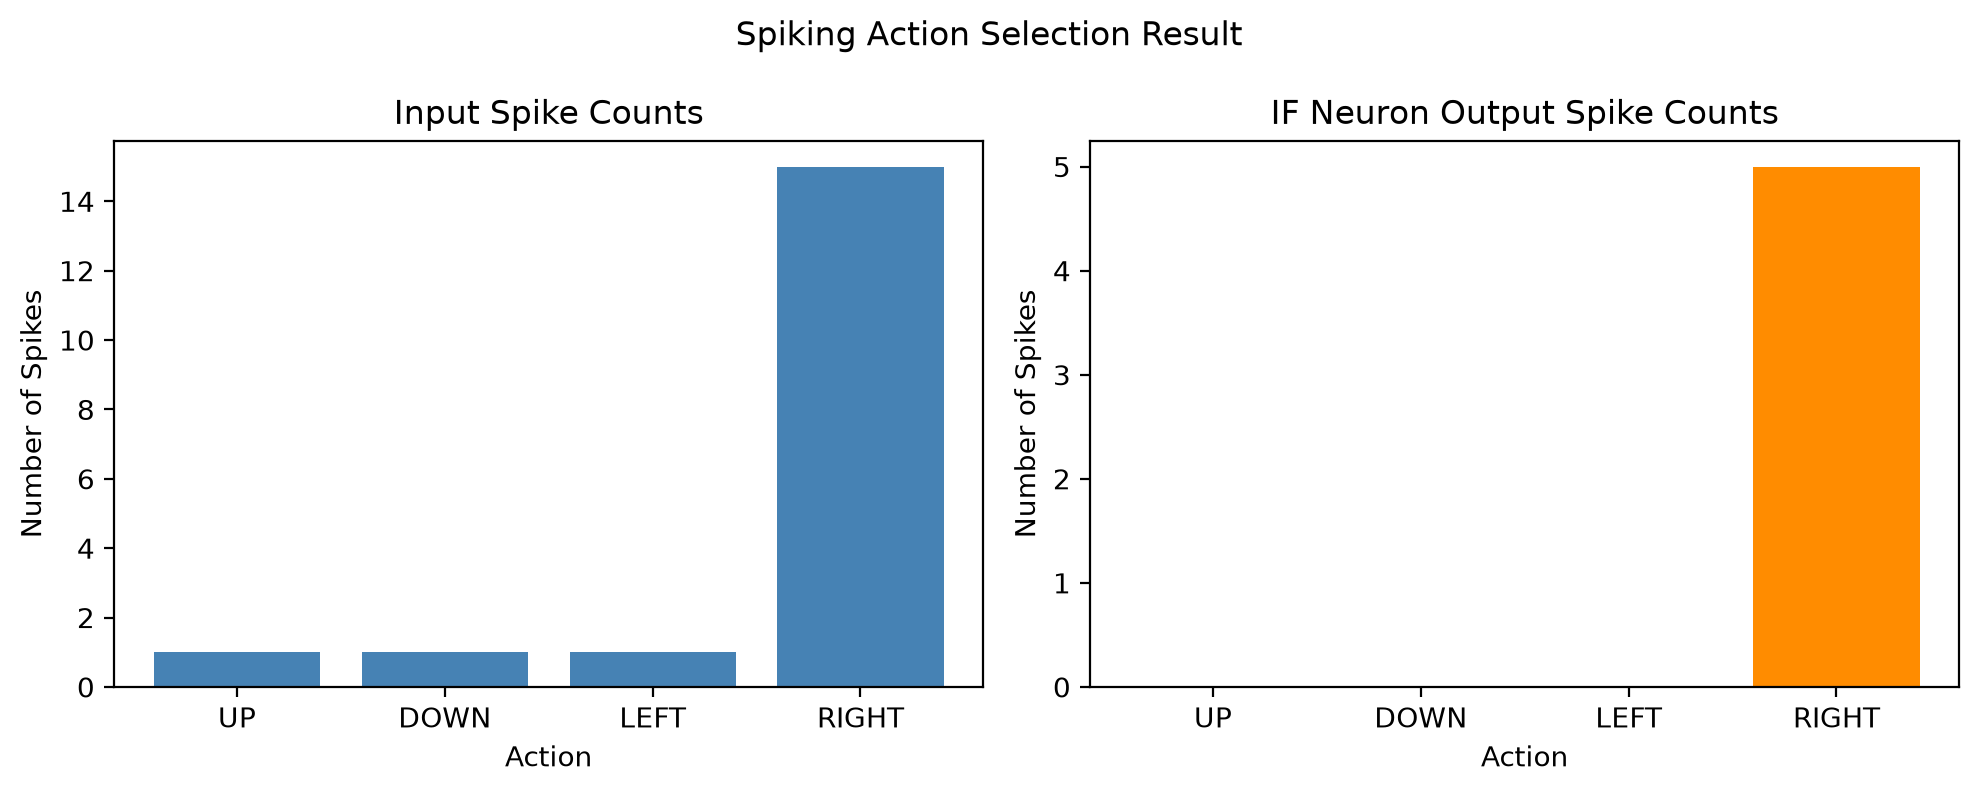 Spiking Action Selection Result
Input Spike Counts
Number of Spikes
14
12
10
8
6
4
2
0
UP DOWN LEFT RIGHT
Action
IF Neuron Output Spike Counts
Number of Spikes
5
4
3
2
1
0
UP DOWN LEFT RIGHT
Action